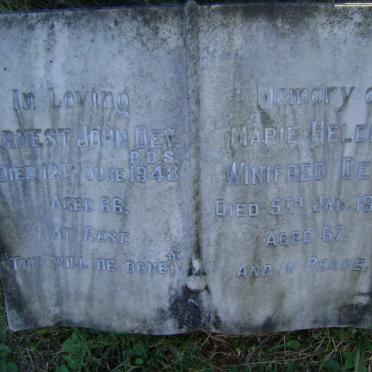 In Loving
ERNEST JOHN DEY.
R.D.S.
DIED 12TH JUNE 1948
AGED 66.
AT REST.
"THY WILL BE DONE"
Memory o
MARIE HELE
WINIFRED DE
DIED 5TH JAN. 19
AGED 67.
AND IN PEACE.